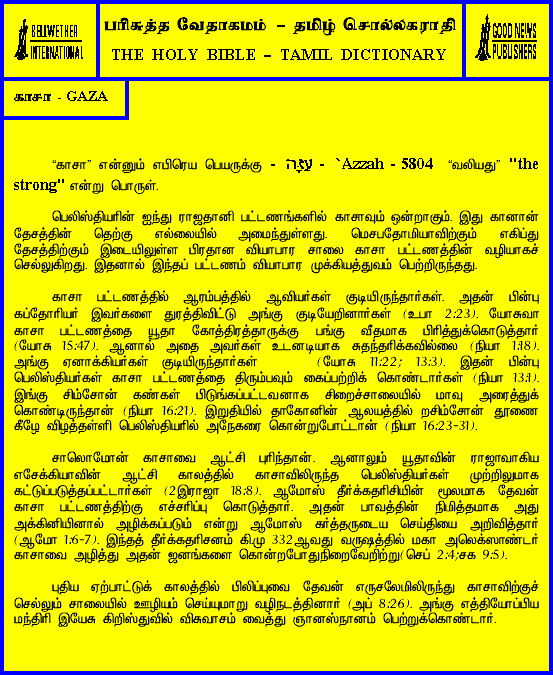 BELLWETHER
INTERNATIONAL
பரிசுத்த வேதாகமம் – தமிழ் சொல்லகராதி
THE HOLY BIBLE – TAMIL DICTIONARY
GOOD NEWS
PUBLISHERS
காசா - GAZA
“காசா” என்னும் எபிரெய பெயருக்கு - עַזָּה - `Azzah - 5804 “வலியது” "the
strong" என்று பொருள்.
பெலிஸ்தியரின் ஐந்து ராஜதானி பட்டணங்களில் காசாவும் ஒன்றாகும். இது கானான்
தேசத்தின் தெற்கு எல்லையில் அமைந்துள்ளது. மெசபதோமியாவிற்கும் எகிப்து
தேசத்திற்கும் இடையிலுள்ள பிரதான வியாபார சாலை காசா பட்டணத்தின் வழியாகச்
செல்லுகிறது. இதனால் இந்தப் பட்டணம் வியாபார முக்கியத்துவம் பெற்றிருந்தது.
காசா பட்டணத்தில் ஆரம்பத்தில் ஆவியர்கள் குடியிருந்தார்கள். அதன் பின்பு
கப்தோரியர் இவர்களை துரத்திவிட்டு அங்கு குடியேறினார்கள் (உபா 2:23). யோசுவா
காசா பட்டணத்தை யூதா கோத்திரத்தாருக்கு பங்கு வீதமாக பிரித்துக்கொடுத்தார்
(யோசு 15:47). ஆனால் அதை அவர்கள் உடனடியாக சுதந்தரிக்கவில்லை (நியா 1:18).
அங்கு ஏனாக்கியர்கள் குடியிருந்தார்கள் (யோசு 11:22; 13:3). இதன் பின்பு
பெலிஸ்தியர்கள் காசா பட்டணத்தை திரும்பவும் கைப்பற்றிக் கொண்டார்கள் (நியா 13:1).
இங்கு சிம்சோன் கண்கள் பிடுங்கப்பட்டவனாக சிறைச்சாலையில் மாவு அரைத்துக்
கொண்டிருந்தான் (நியா 16:21). இறுதியில் தாகோனின் ஆலயத்தில் றசிம்சோன் தூணை
கீழே விழத்தள்ளி பெலிஸ்தியரில் அநேகரை கொன்றுபோட்டான் (நியா 16:23-31).
சாலொமோன் காசாவை ஆட்சி புரிந்தான். ஆனாலும் யூதாவின் ராஜாவாகிய
எசேக்கியாவின் ஆட்சி காலத்தில் காசாவிலிருந்த பெலிஸ்தியர்கள் முற்றிலுமாக
கட்டுப்படுத்தப்பட்டார்கள் (2இராஜா 18:8). ஆமோஸ் தீர்க்கதரிசியின் மூலமாக தேவன்
காசா பட்டணத்திற்கு எச்சரிப்பு கொடுத்தார். அதன் பாவத்தின் நிமித்தமாக அது
அக்கினியினால் அழிக்கப்படும் என்று ஆமோஸ் கர்த்தருடைய செய்தியை அறிவித்தார்
(ஆமோ 1:6-7). இந்தத் தீர்க்கதரிசனம் கி.மு 332ஆவது வருஷத்தில் மகா அலெக்ஸாண்டர்
காசாவை அழித்து அதன் ஜனங்களை கொன்றபோதுநிறைவேறிற்று(செப் 2:4;சக 9:5).
புதிய ஏற்பாட்டுக் காலத்தில் பிலிப்புவை தேவன் எருசலேமிலிருந்து காசாவிற்குச்
செல்லும் சாலையில் ஊழியம் செய்யுமாறு வழிநடத்தினார் (அப் 8:26). அங்கு எத்தியோப்பிய
மந்திரி இயேசு கிறிஸ்துவில் விசுவாசம் வைத்து ஞானஸ்நானம் பெற்றுக்கொண்டார்.